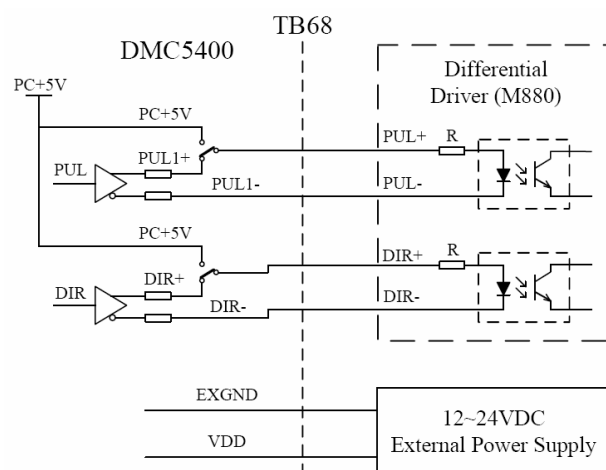 TB68
DMC5400
PC+5V
Differential
Driver (M880)
PC+5V
PUL+
R
PUL
PUL1+
PUL1-
PUL-
PC+5V
DIR+
R
DIR
DIR+
DIR-
DIR-
EXGND
12~24VDC
VDD
External Power Supply